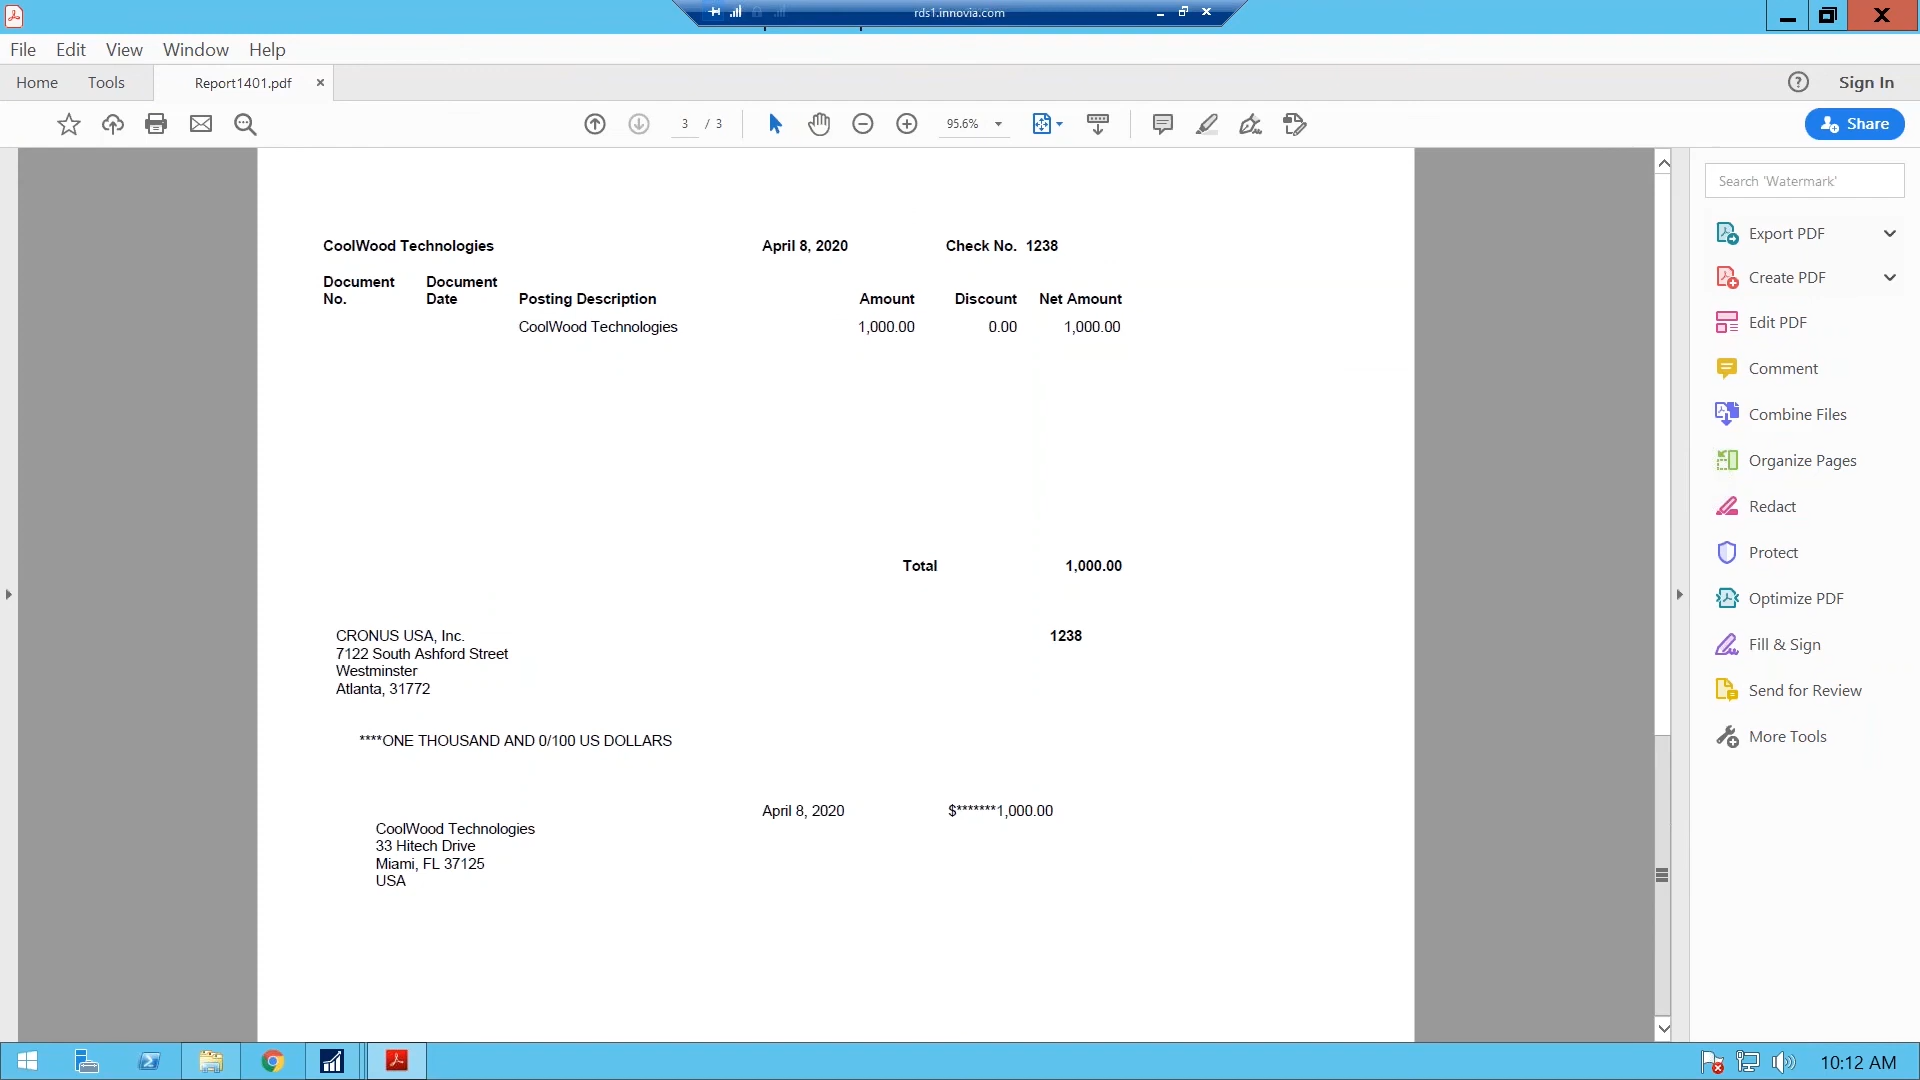 rds1.innovia.com
File Edit View Window Help
Home Tools Report1401.pdf Sign In
3 / 3 95.6% Share
Search 'Watermark'
Export PDF
Create PDF
Edit PDF
Comment
Combine Files
Organize Pages
Redact
Protect
Optimize PDF
Fill & Sign
Send for Review
More Tools
CoolWood Technologies April 8, 2020 Check No. 1238
Document Document
No. Date Posting Description Amount Discount Net Amount
CoolWood Technologies 1,000.00 0.00 1,000.00
Total 1,000.00
CRONUS USA, Inc. 1238
7122 South Ashford Street
Westminster
Atlanta, 31772
****ONE THOUSAND AND 0/100 US DOLLARS
April 8, 2020 $*******1,000.00
CoolWood Technologies
33 Hitech Drive
Miami, FL 37125
USA
10:12 AM